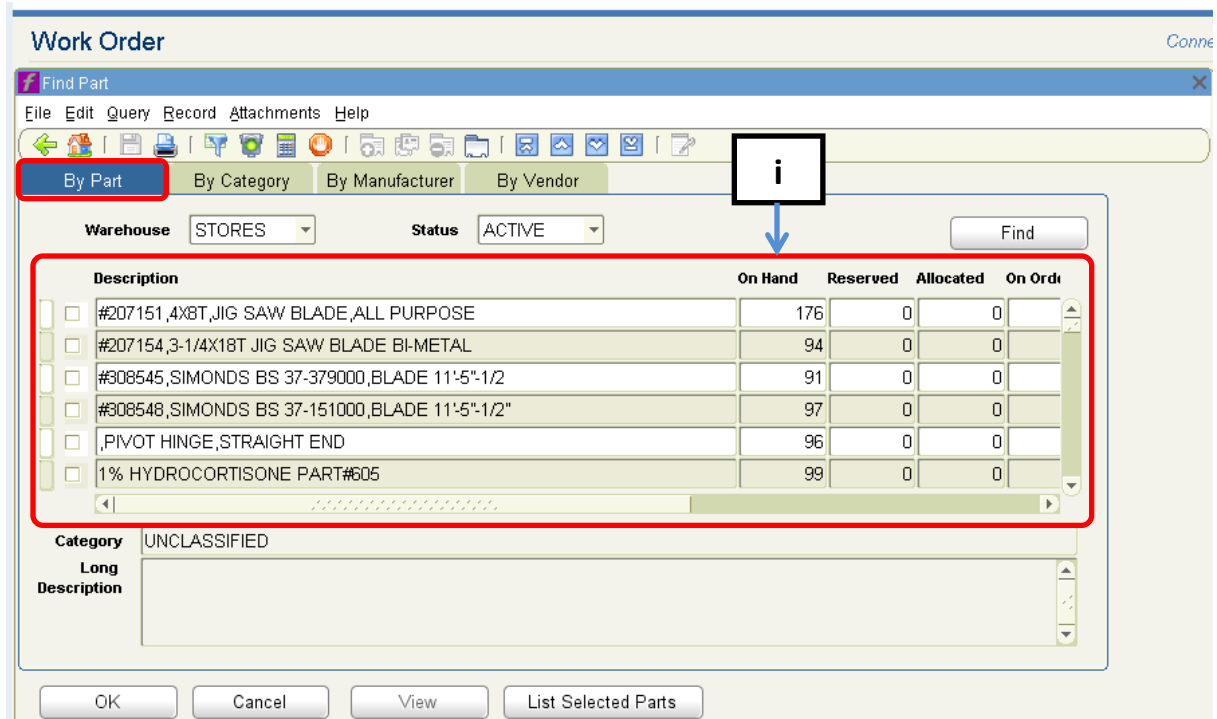 Work Order
Conne
f Find Part
File Edit Query Record Attachments Help
i
By Part By Category By Manufacturer By Vendor
Warehouse STORES Status ACTIVE Find
Description On Hand Reserved Allocated On Orde
#207151,4X8T,JIG SAW BLADE,ALL PURPOSE 176 0 0
#207154,3-1/4X18T JIG SAW BLADE BI-METAL 94 0 0
#308545,SIMONDS BS 37-379000,BLADE 11'-5"-1/2 91 0 0
#308548,SIMONDS BS 37-151000,BLADE 11'-5"-1/2" 97 0 0
,PIVOT HINGE,STRAIGHT END 96 0 0
1% HYDROCORTISONE PART#605 99 0 0
Category UNCLASSIFIED
Long
Description
OK Cancel View List Selected Parts